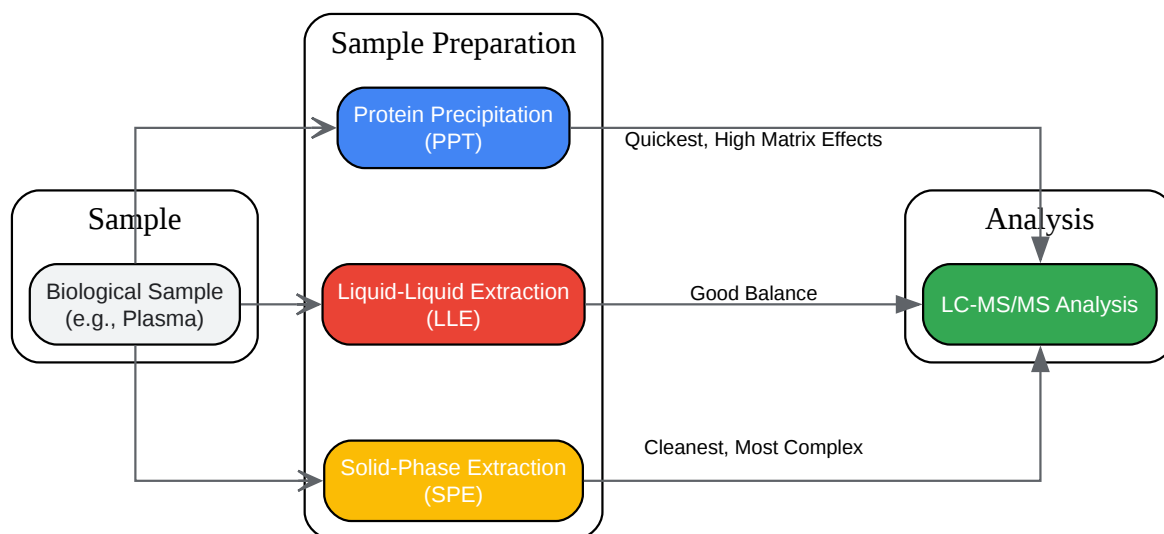 Sample Preparation
Protein Precipitation
(PPT)
Quickest, High Matrix Effects
Sample
Analysis
Biological Sample
(e.g., Plasma)
Liquid-Liquid Extraction
(LLE)
Good Balance
LC-MS/MS Analysis
Solid-Phase Extraction
(SPE)
Cleanest, Most Complex